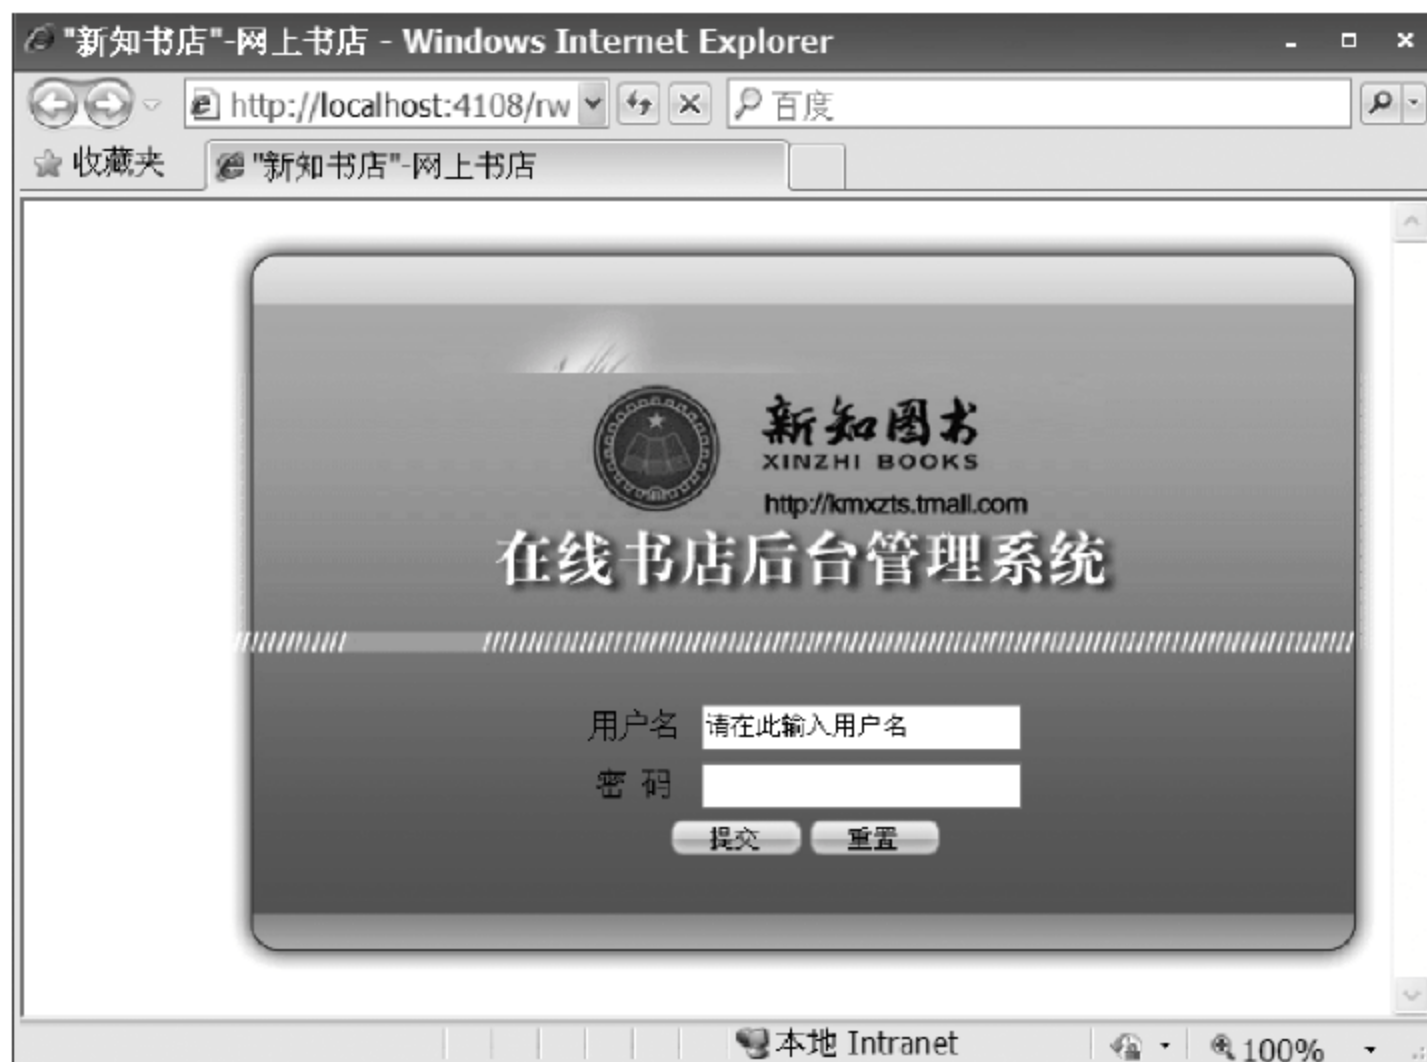 "新知书店"-网上书店 - Windows Internet Explorer
http://localhost:4108/rw
百度
收藏夹
"新知书店"-网上书店
新知图书
XINZHI BOOKS
http://kmxzts.tmall.com
在线书店后台管理系统
用户名 请在此输入用户名
密 码
提交 重置
本地 Intranet
100%